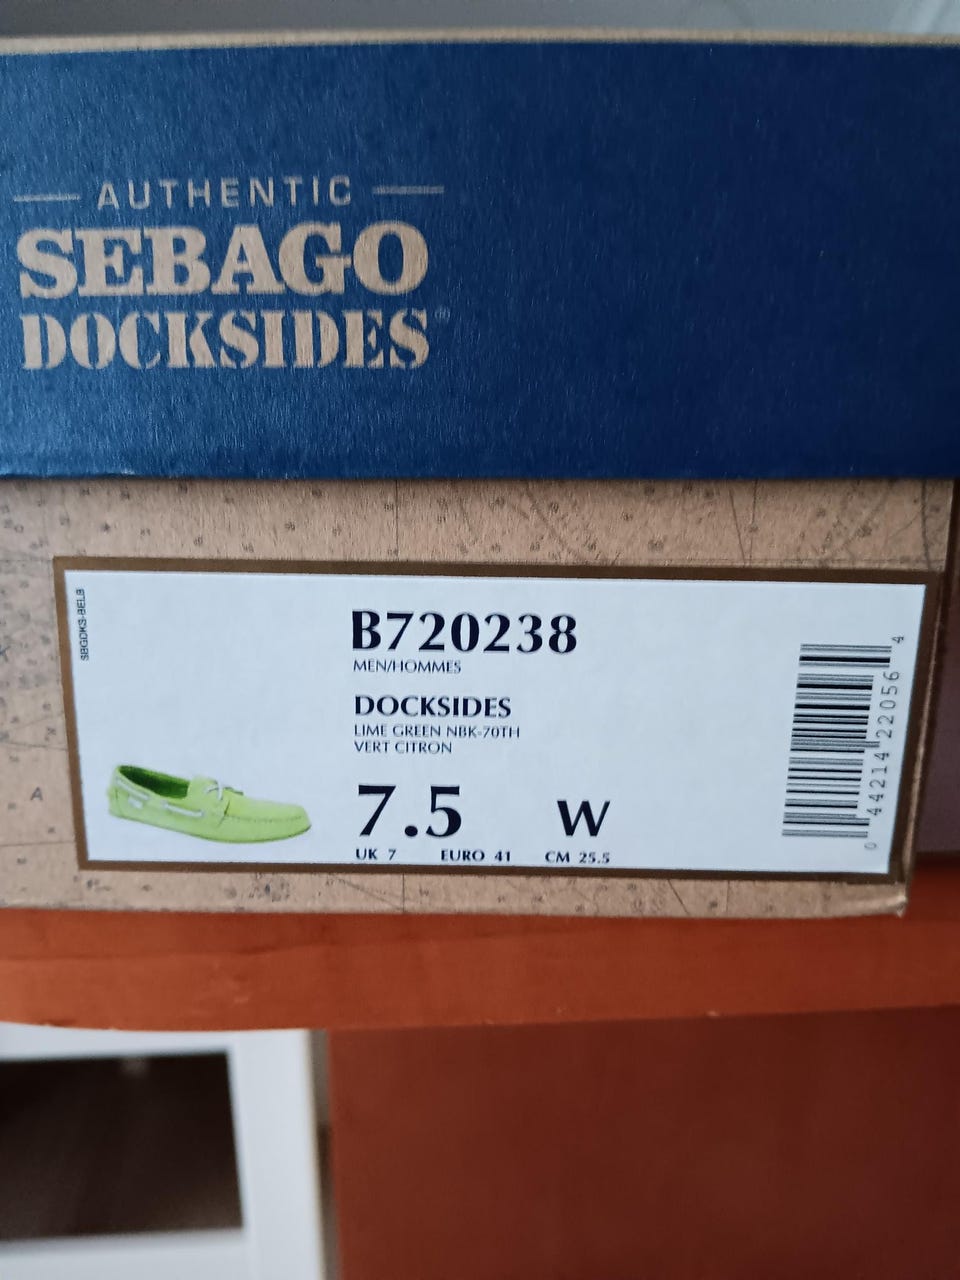 AUTHENTIC
SEBAGO
DOCKSIDES®
SBGDKS-BELB
B720238
MEN/HOMMES
DOCKSIDES
LIME GREEN NBK-70TH
VERT CITRON
7.5 W
UK 7 EURO 41 CM 25.5
0 44214 22056 4
A